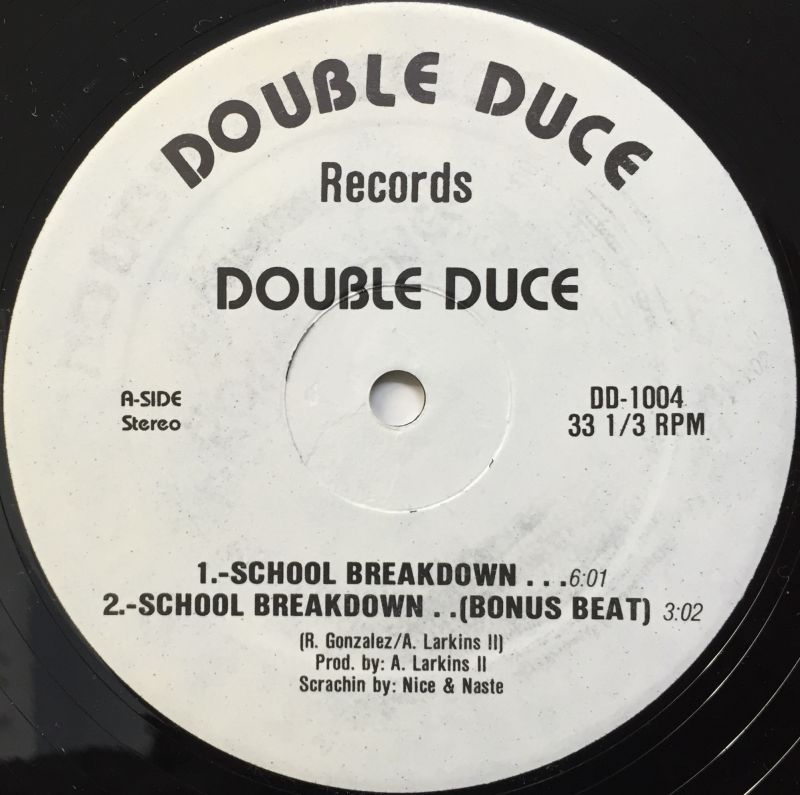 DOUBLE DUCE
Records
DOUBLE DUCE
A-SIDE
Stereo
DD-1004
33 1/3 RPM
1.-SCHOOL BREAKDOWN . . .6:01
2.-SCHOOL BREAKDOWN . .(BONUS BEAT) 3:02
(R. Gonzalez/A. Larkins II)
Prod. by: A. Larkins II
Scrachin by: Nice & Naste